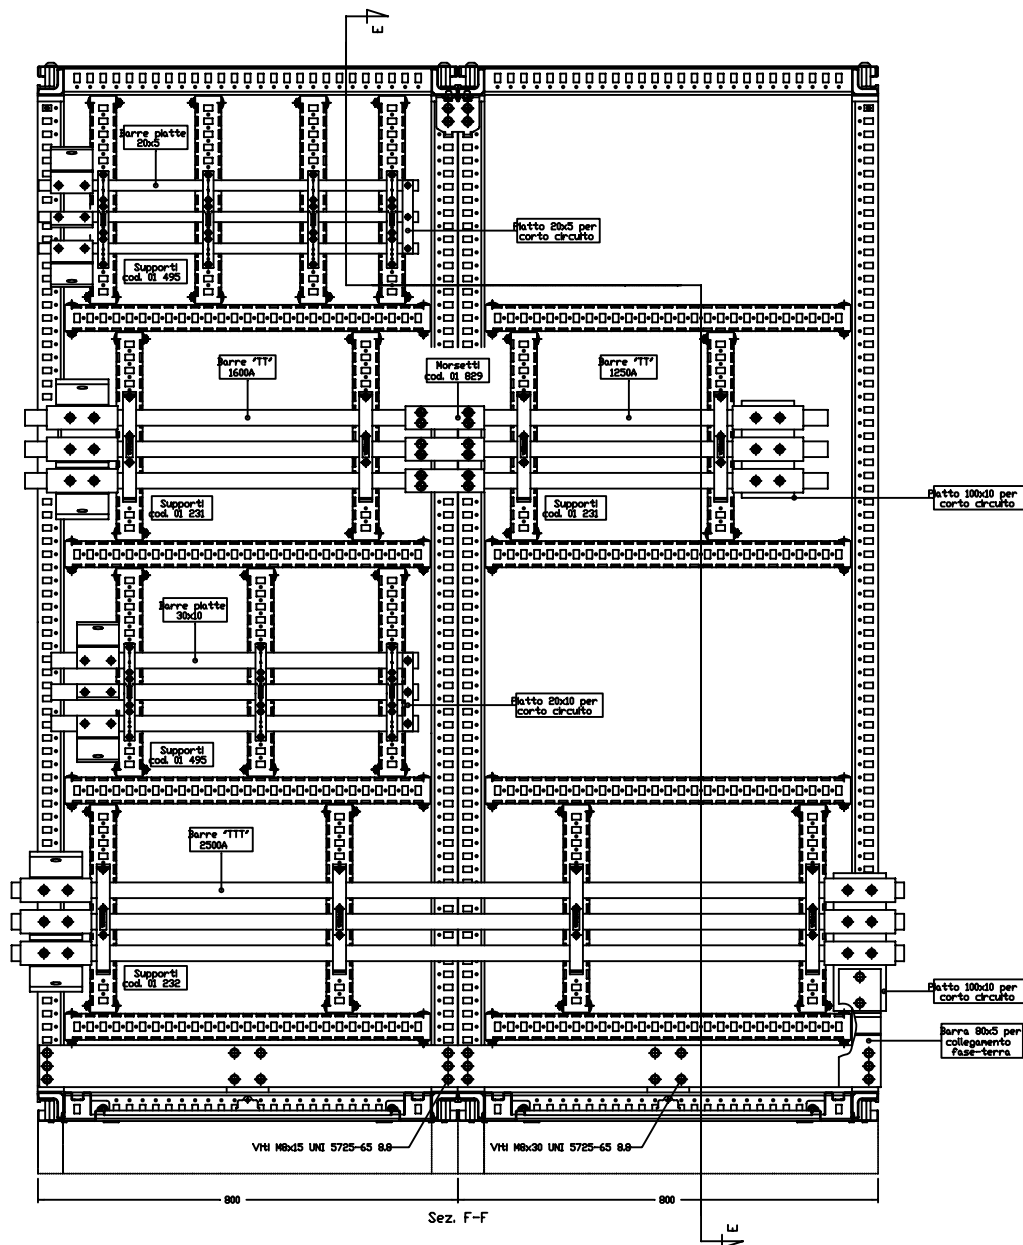 E
Barre piatte
20x5
Piatto 20x5 per
corto circuito
Supporti
cod. 01 495
Barre "TT"
1600A
Morsetti
cod. 01 829
Barre "TT"
1250A
Supporti
cod. 01 231
Supporti
cod. 01 231
Piatto 100x10 per
corto circuito
Barre piatte
30x10
Piatto 20x10 per
corto circuito
Supporti
cod. 01 495
Barre "TTT"
2500A
Supporti
cod. 01 232
Piatto 100x10 per
corto circuito
Barra 80x5 per
collegamento
fase-terra
Viti M8x15 UNI 5725-65 8.8
Viti M8x30 UNI 5725-65 8.8
800
800
Sez. F-F
E